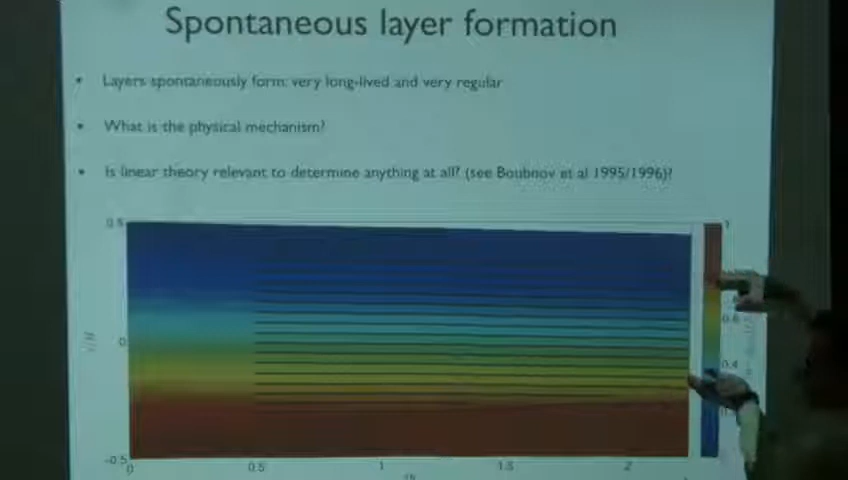 Spontaneous layer formation
• Layers spontaneously form: very long-lived and very regular
• What is the physical mechanism?
• Is linear theory relevant to determine anything at all? (see Boubnov et al 1995/1996)?
0.5
1
0
0.4
-0.5
0 0.5 1 1.5 2